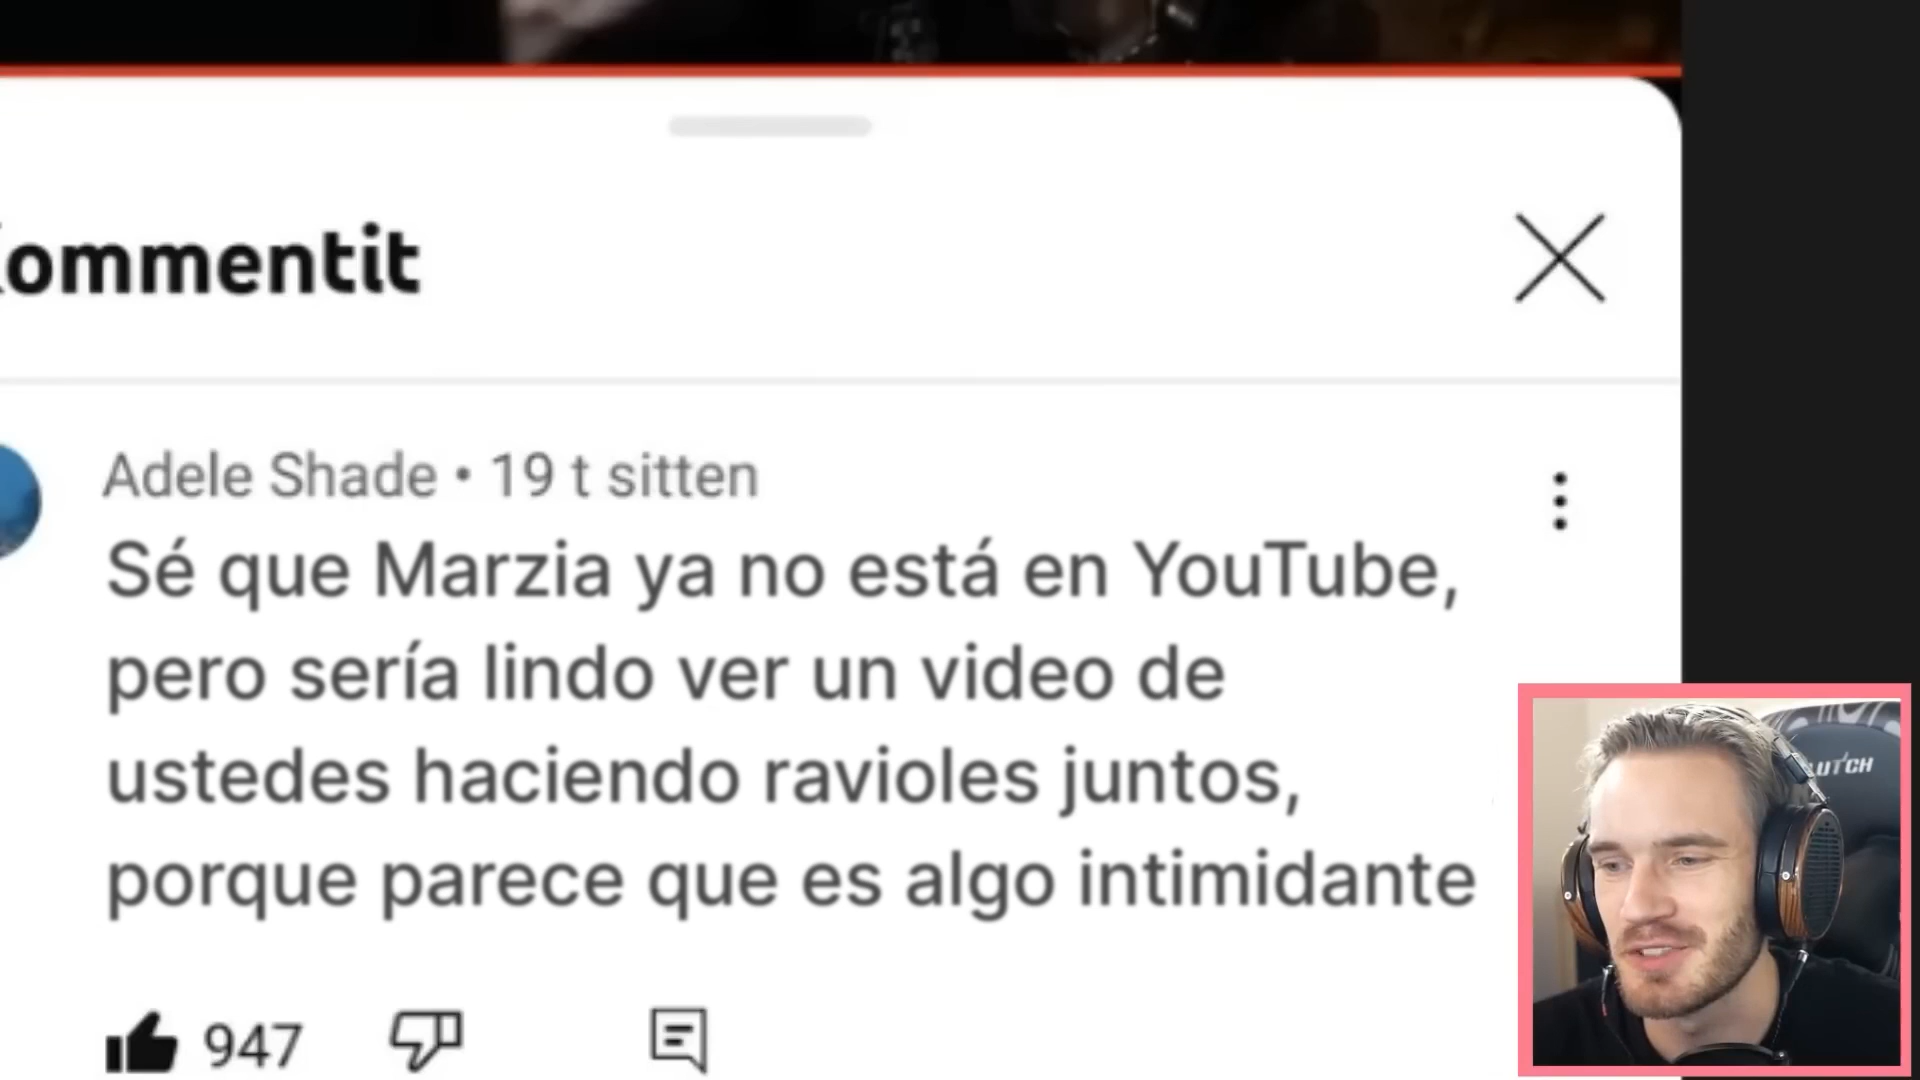 ommentit
Adele Shade • 19 t sitten
Sé que Marzia ya no está en YouTube,
pero sería lindo ver un video de
ustedes haciendo ravioles juntos,
porque parece que es algo intimidante
947
LUTCH